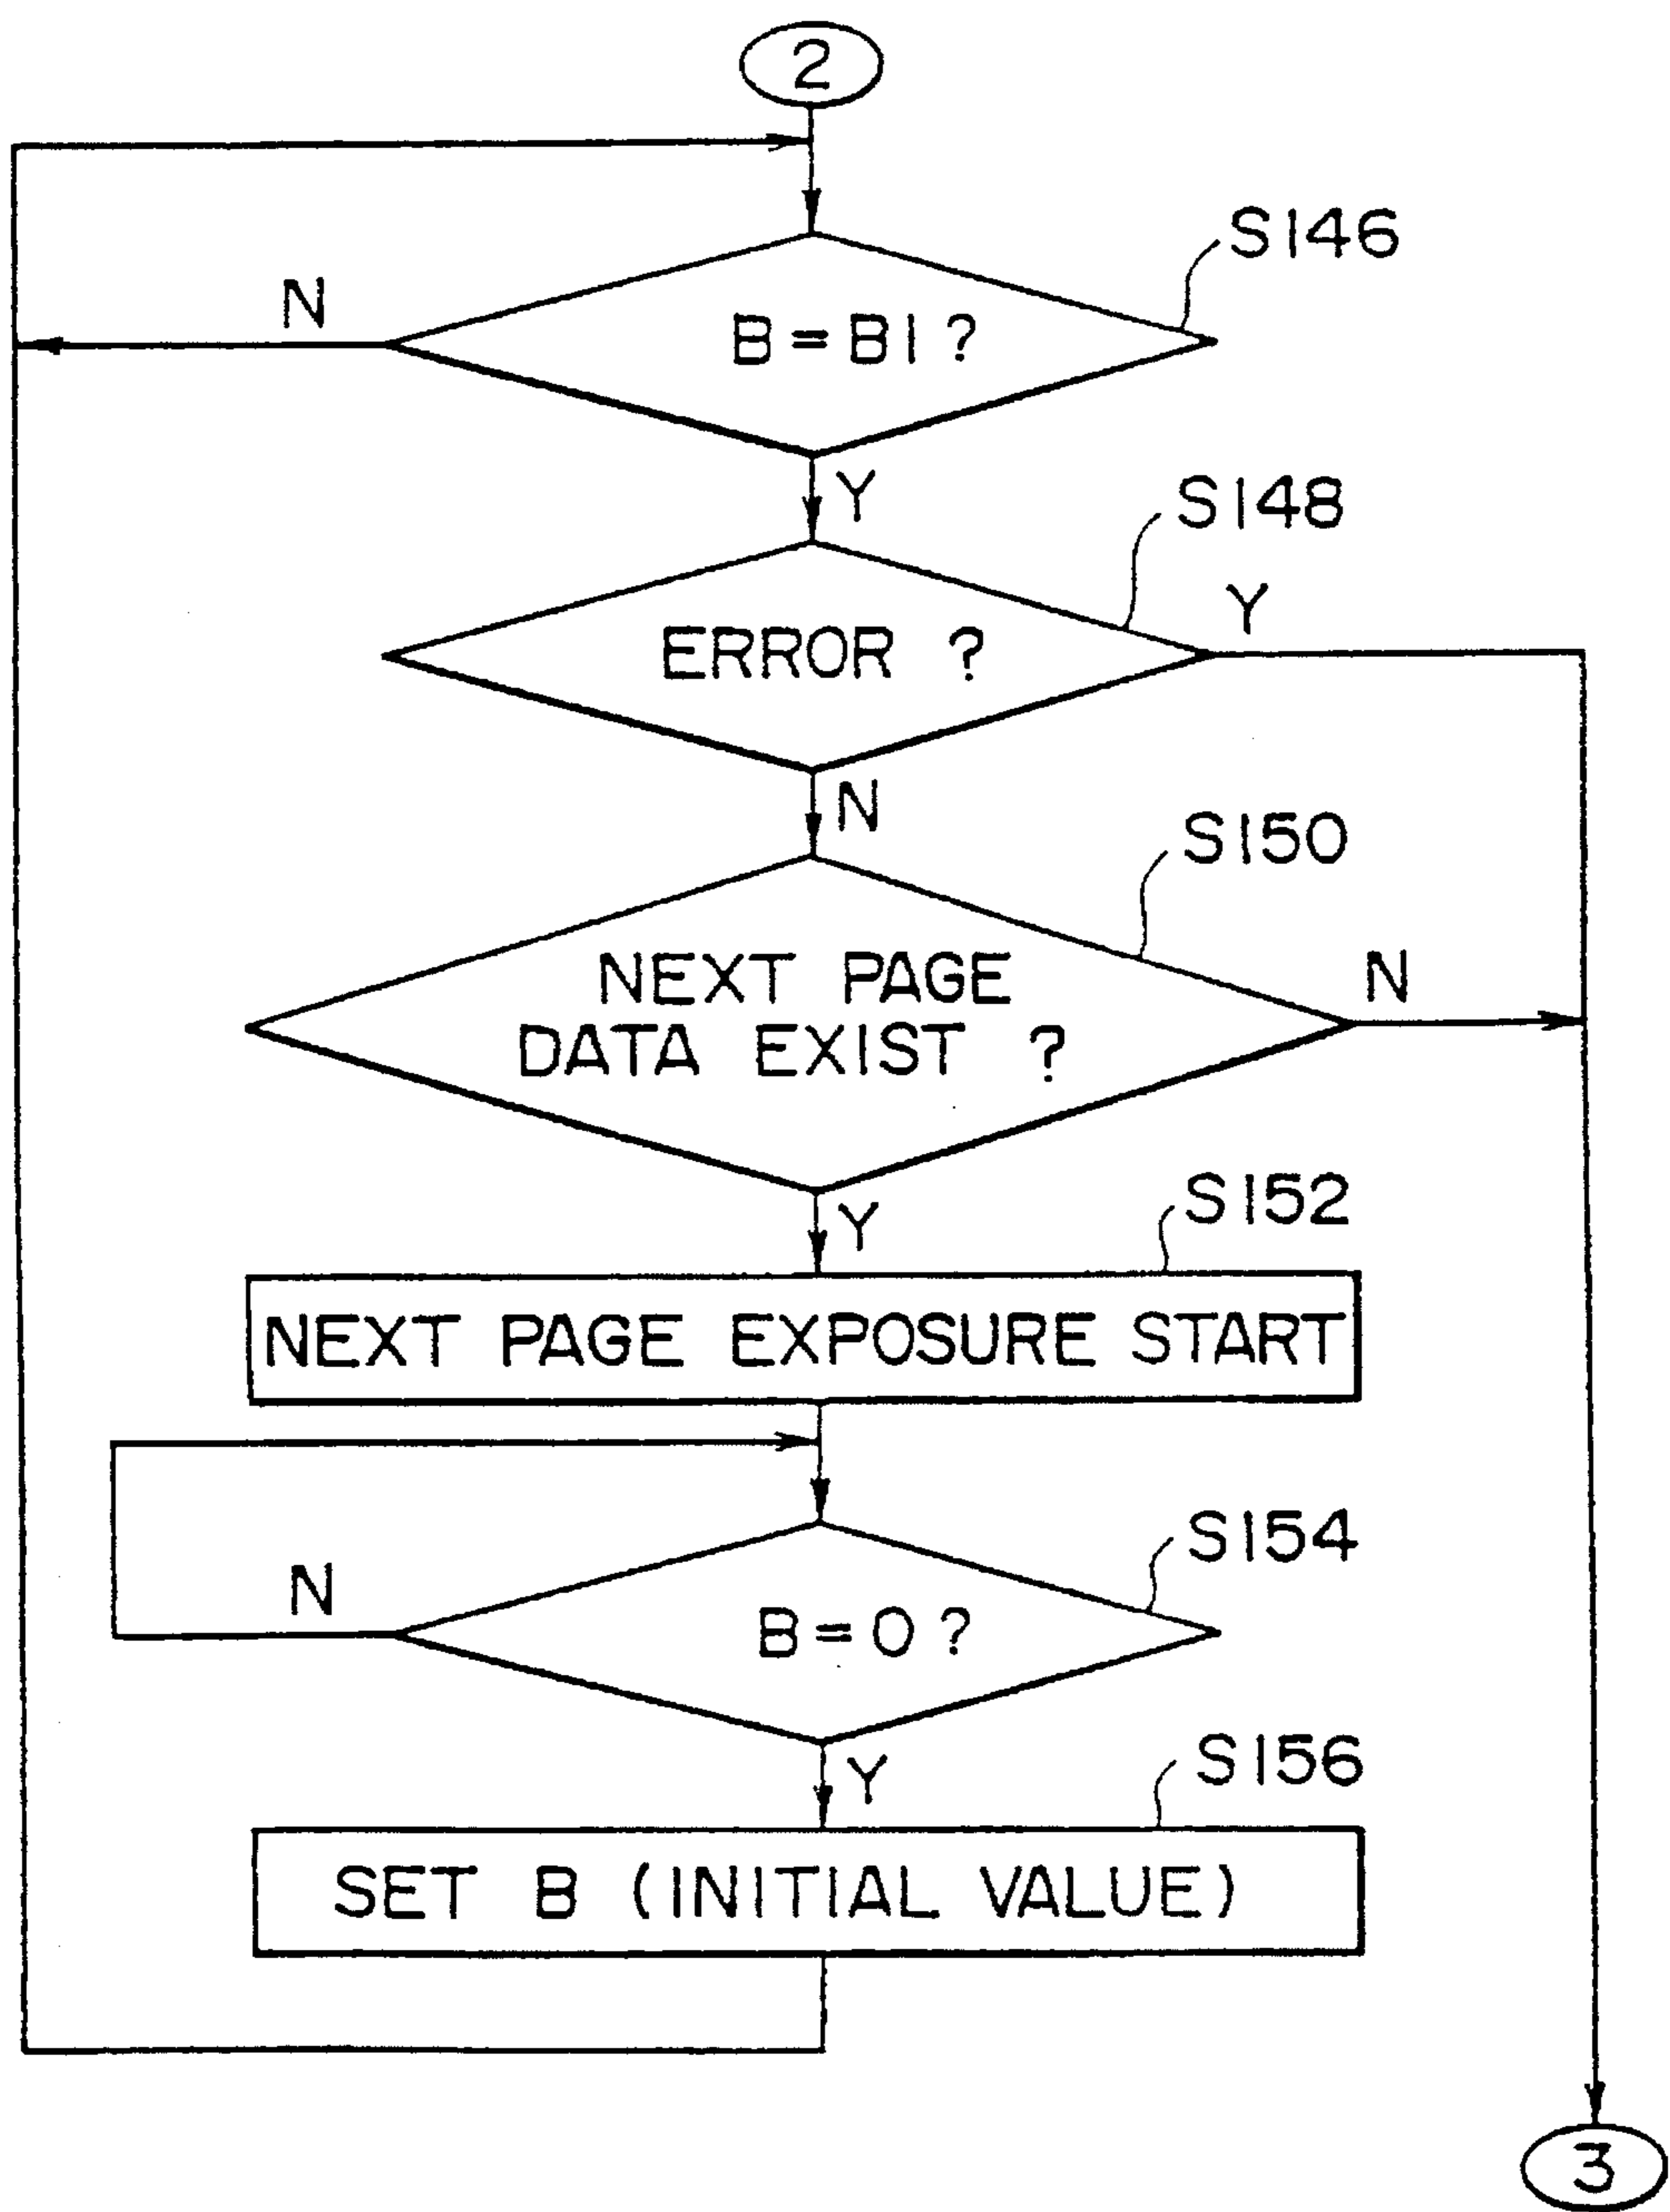 2
S146
N
B=B1?
Y
S148
Y
ERROR ?
N
S150
NEXT PAGE
N
DATA EXIST ?
Y
S152
NEXT PAGE EXPOSURE START
S154
N
B=0?
Y
S156
SET B (INITIAL VALUE)
3